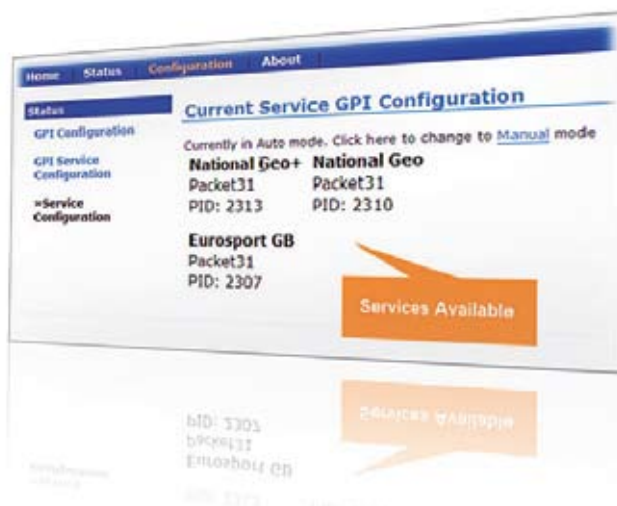 Home Status Configuration About
Status
GPI Configuration
GPI Service
Configuration
»Service
Configuration
Current Service GPI Configuration
Currently in Auto mode. Click here to change to Manual mode
National Geo+ National Geo
Packet31 Packet31
PID: 2313 PID: 2310
Eurosport GB
Packet31
PID: 2307
Services Available